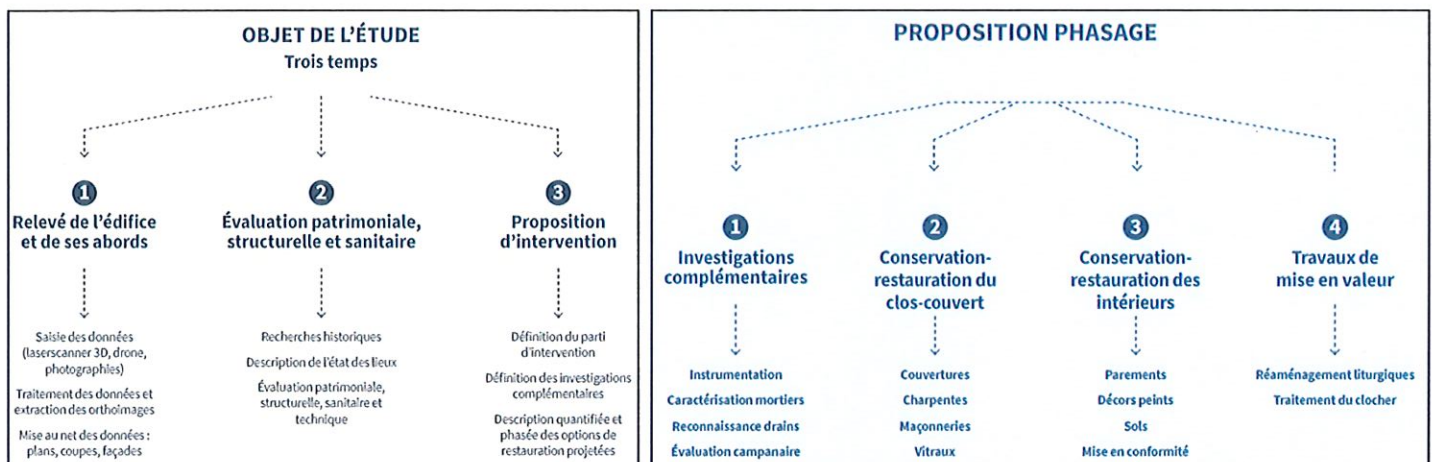 OBJET DE L'ÉTUDE
Trois temps
1
Relevé de l'édifice
et de ses abords
Saisie des données
(laserscanner 3D, drone,
photographies)
Traitement des données et
extraction des orthoimages
Mise au net des données :
plans, coupes, façades
2
Évaluation patrimoniale,
structurelle et sanitaire
Recherches historiques
Description de l'état des lieux
Évaluation patrimoniale,
structurelle, sanitaire et
technique
3
Proposition
d'intervention
Définition du parti
d'intervention
Définition des investigations
complémentaires
Description quantifiée et
phasée des options de
restauration projetées
PROPOSITION PHASAGE
1
Investigations
complémentaires
Instrumentation
Caractérisation mortiers
Reconnaissance drains
Évaluation campanaire
2
Conservation-
restauration du
clos-couvert
Couvertures
Charpentes
Maçonneries
Vitraux
3
Conservation-
restauration des
intérieurs
Parements
Décors peints
Sols
Mise en conformité
4
Travaux de
mise en valeur
Réaménagement liturgiques
Traitement du clocher